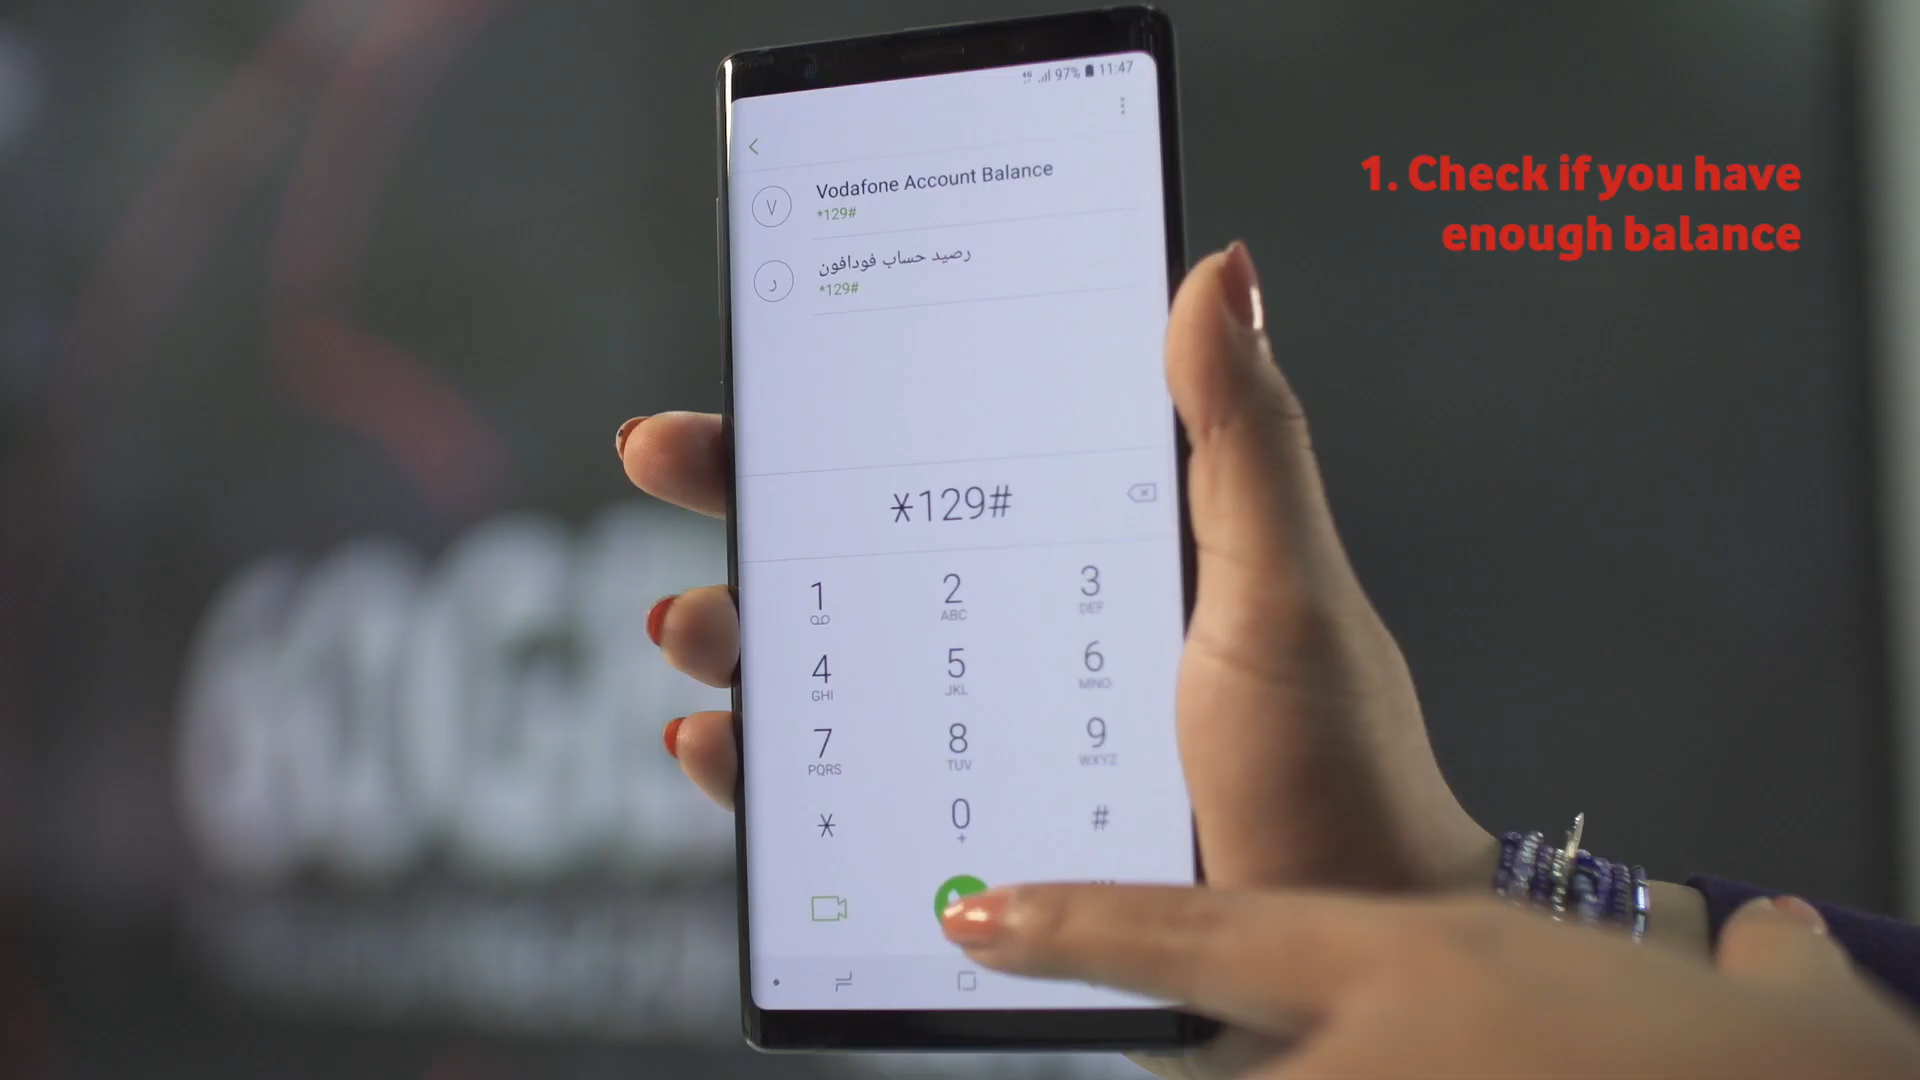 4G 97% 11:47
1. Check if you have
enough balance
Vodafone Account Balance
V
*129#
رصيد حساب فودافون
ر
*129#
*129#
1 2 3
ABC DEF
4 5 6
GHI JKL MNO
7 8 9
PQRS TUV WXYZ
* 0 #
+